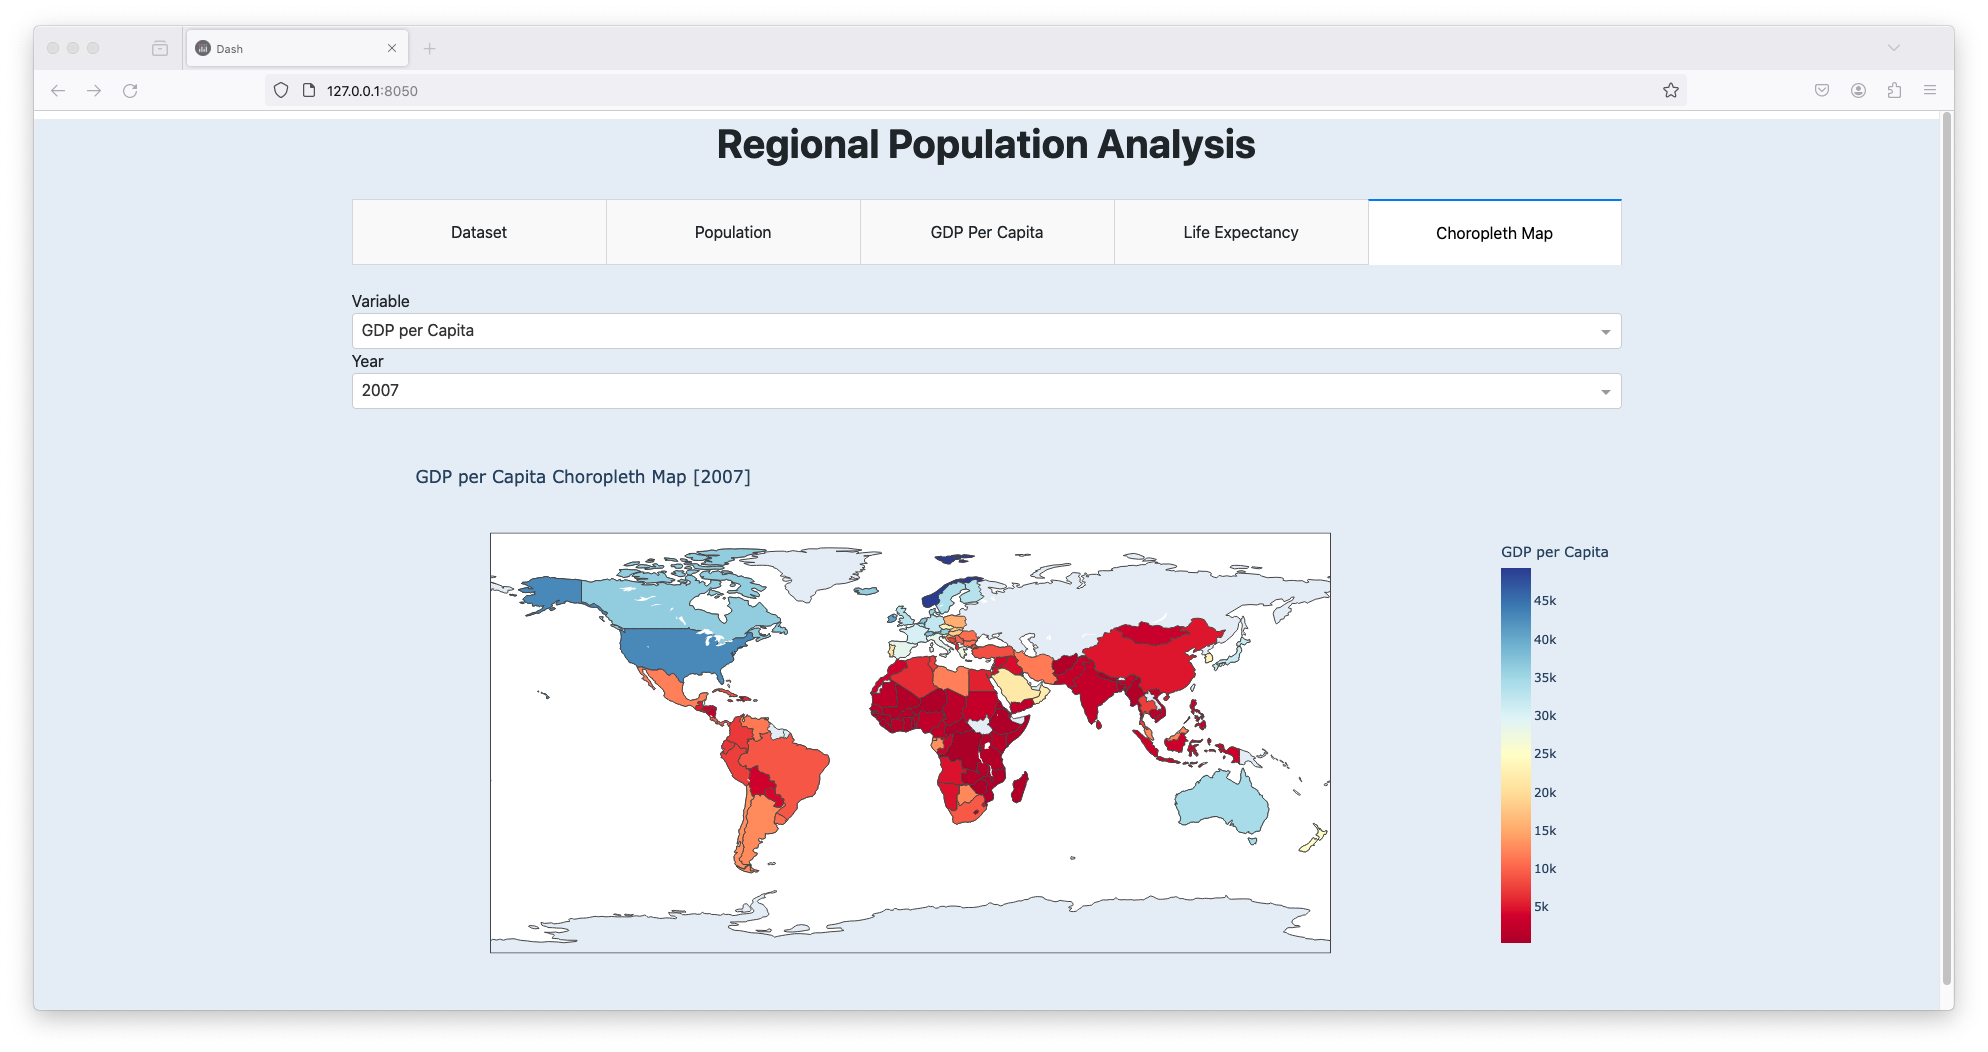 Dash
127.0.0.1:8050
Regional Population Analysis
Dataset
Population
GDP Per Capita
Life Expectancy
Choropleth Map
Variable
GDP per Capita
Year
2007
GDP per Capita Choropleth Map [2007]
GDP per Capita
45k
40k
35k
30k
25k
20k
15k
10k
5k